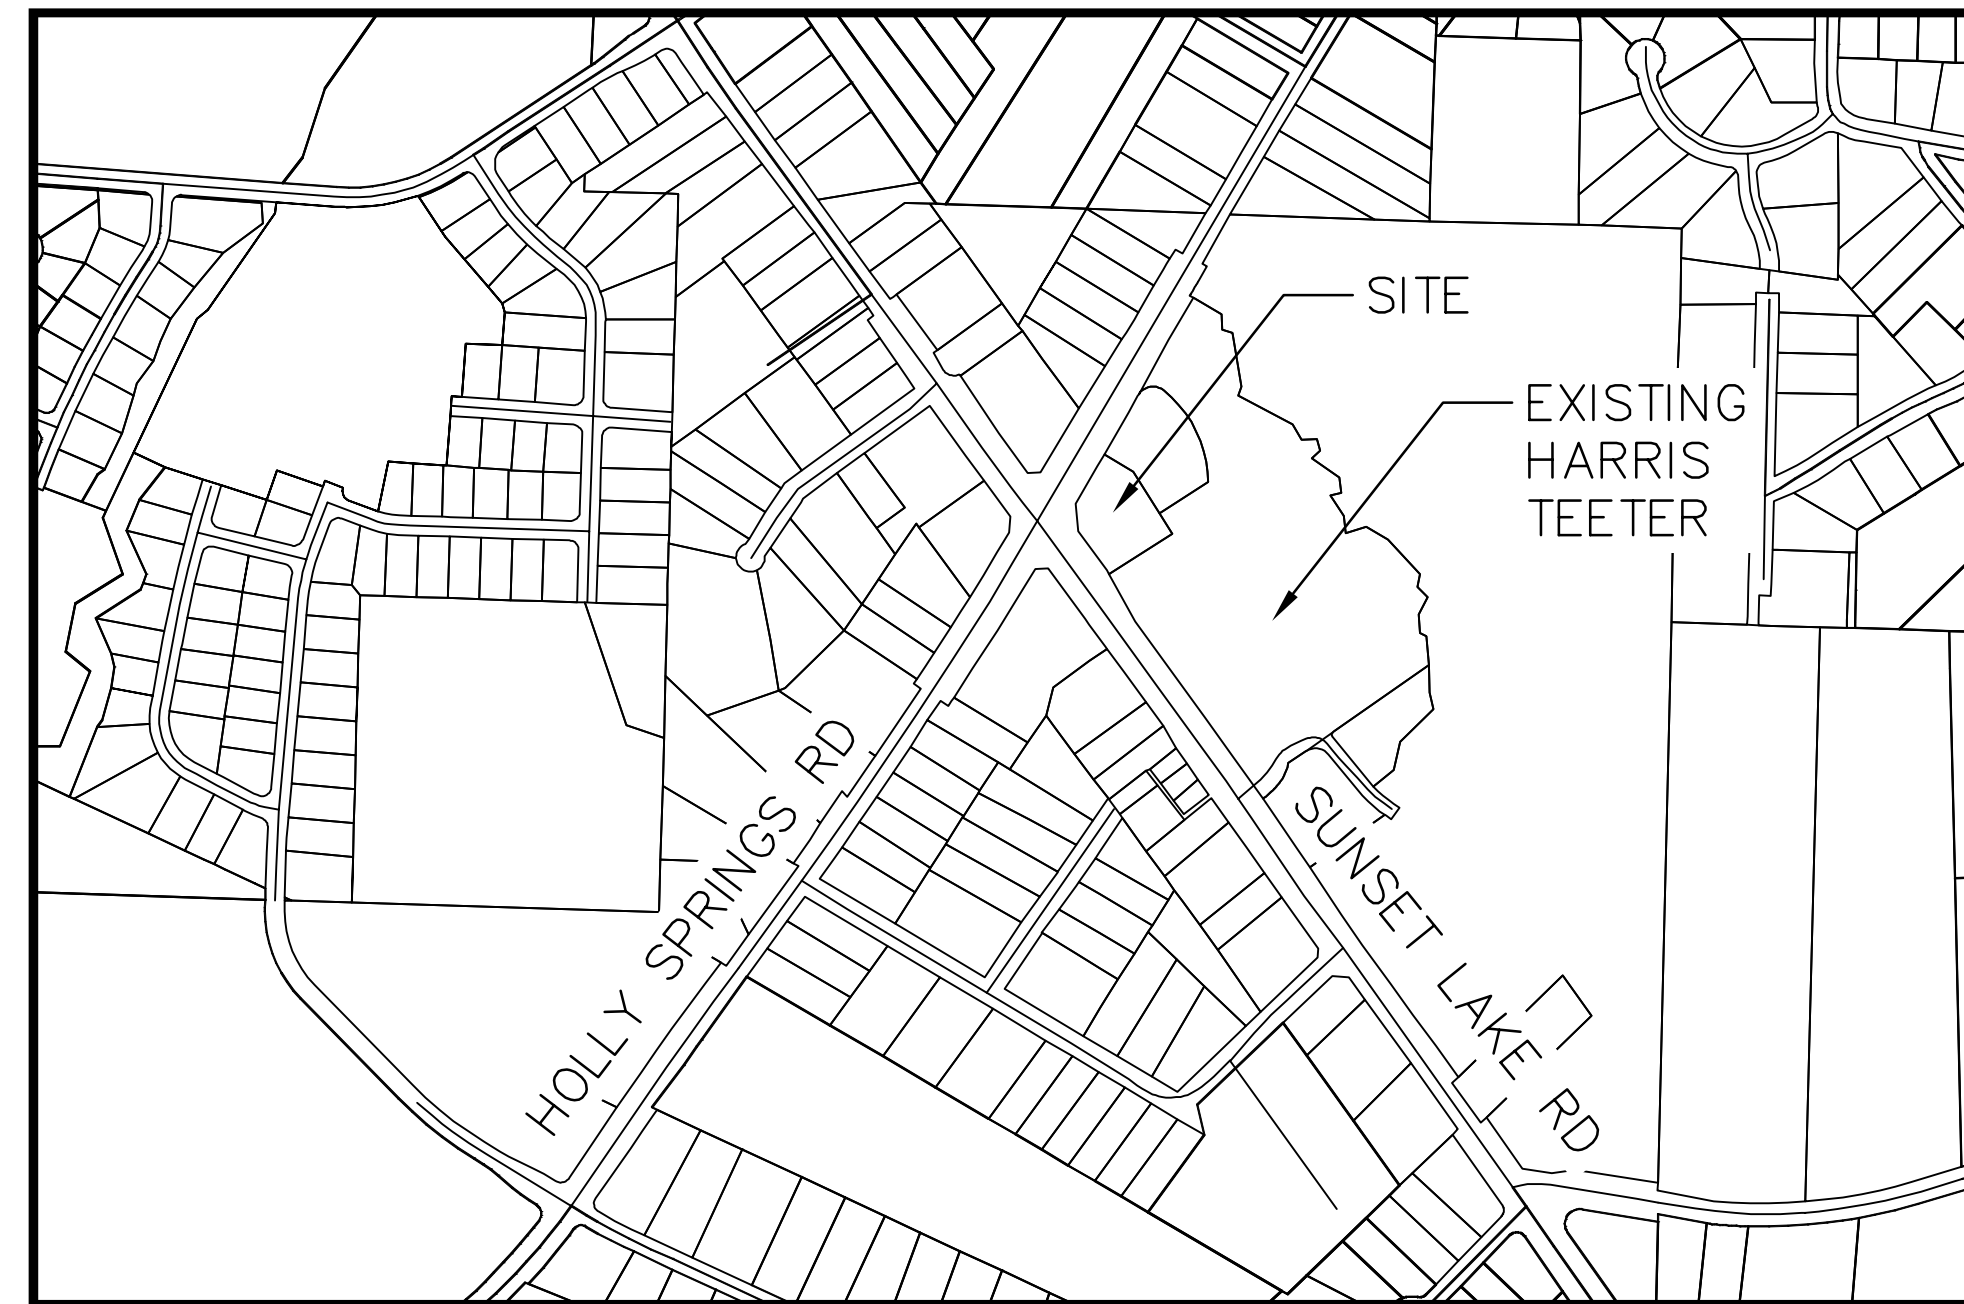 SITE
EXISTING
HARRIS
TEETER
HOLLY SPRINGS RD
SUNSET LAKE RD